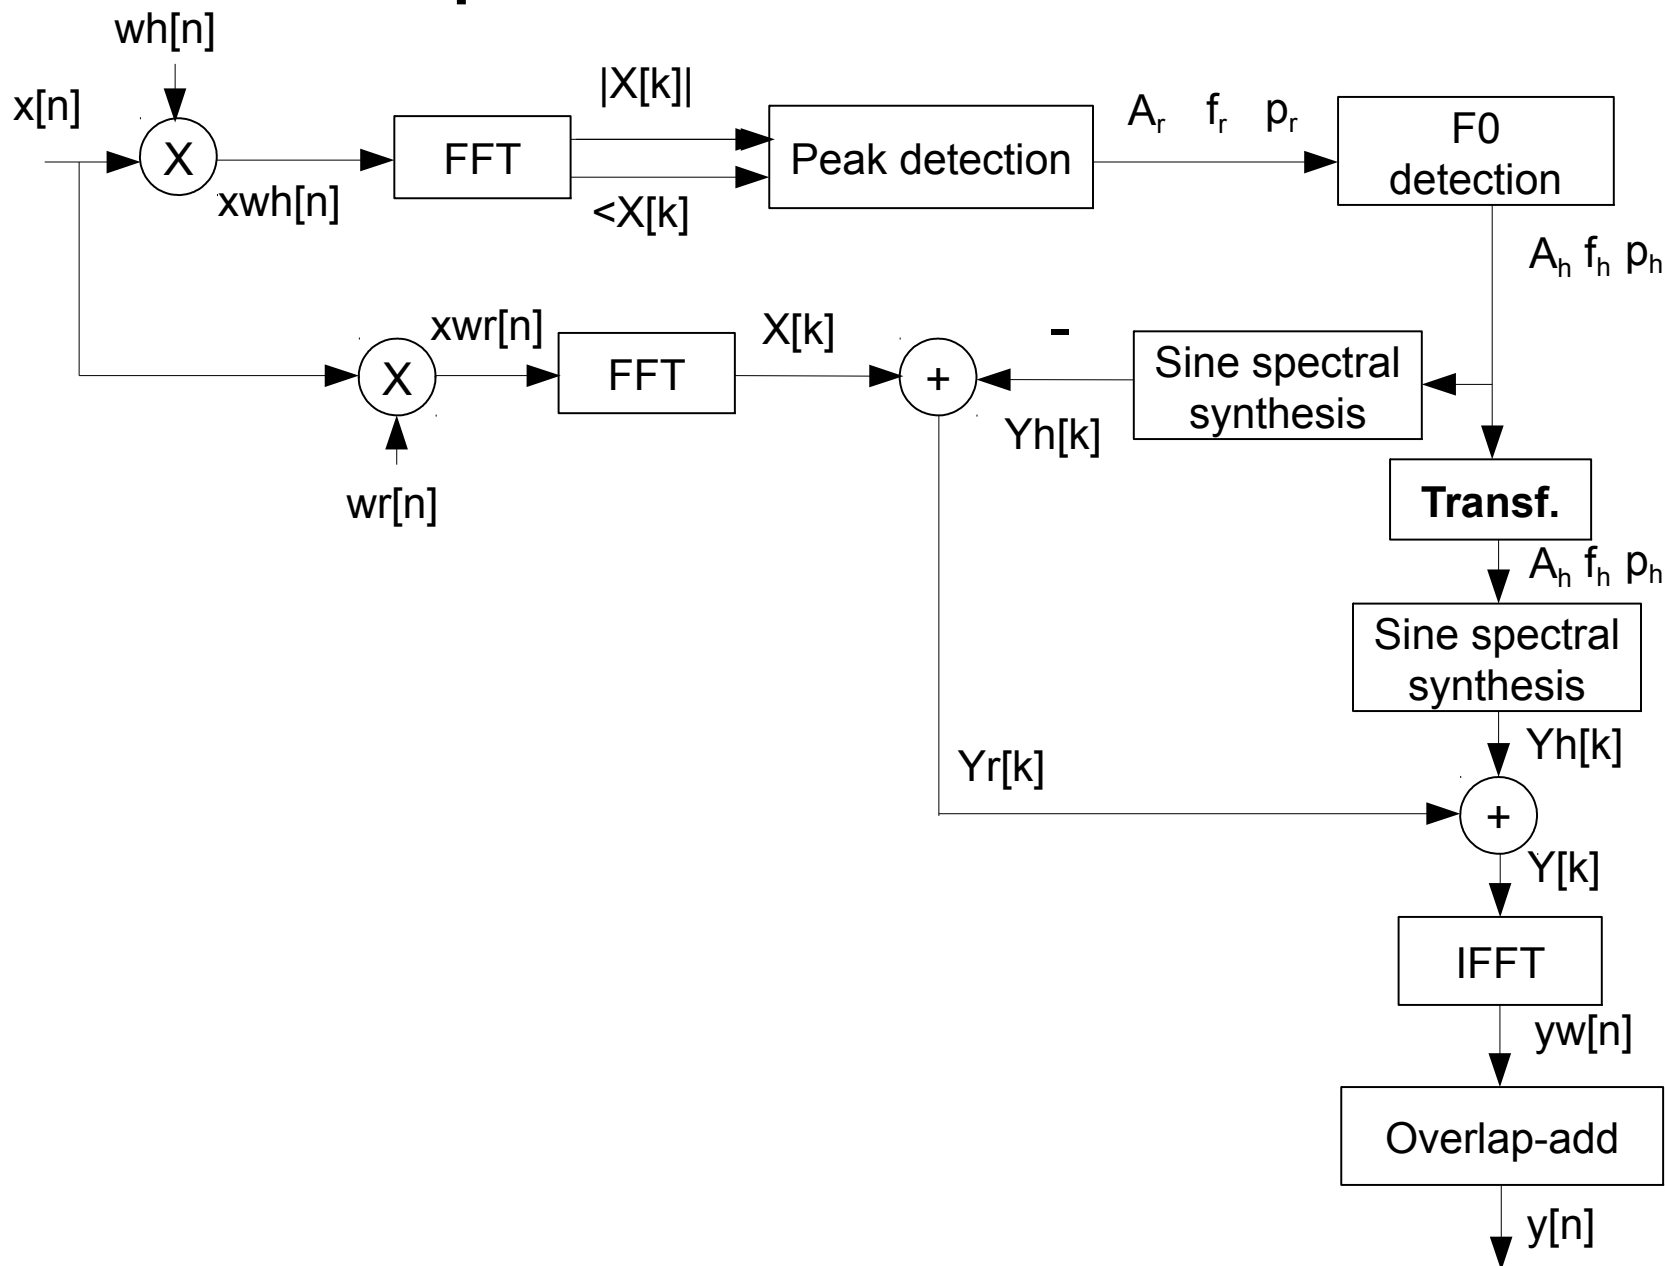 wh[n]
x[n]
X
xwh[n]
FFT
|X[k]|
<X[k]
Peak detection
Ar fr pr
F0
detection
Ah fh ph
xwr[n]
X
wr[n]
FFT
X[k]
+
-
Yh[k]
Sine spectral
synthesis
Transf.
Ah fh ph
Sine spectral
synthesis
Yh[k]
Yr[k]
+
Y[k]
IFFT
yw[n]
Overlap-add
y[n]